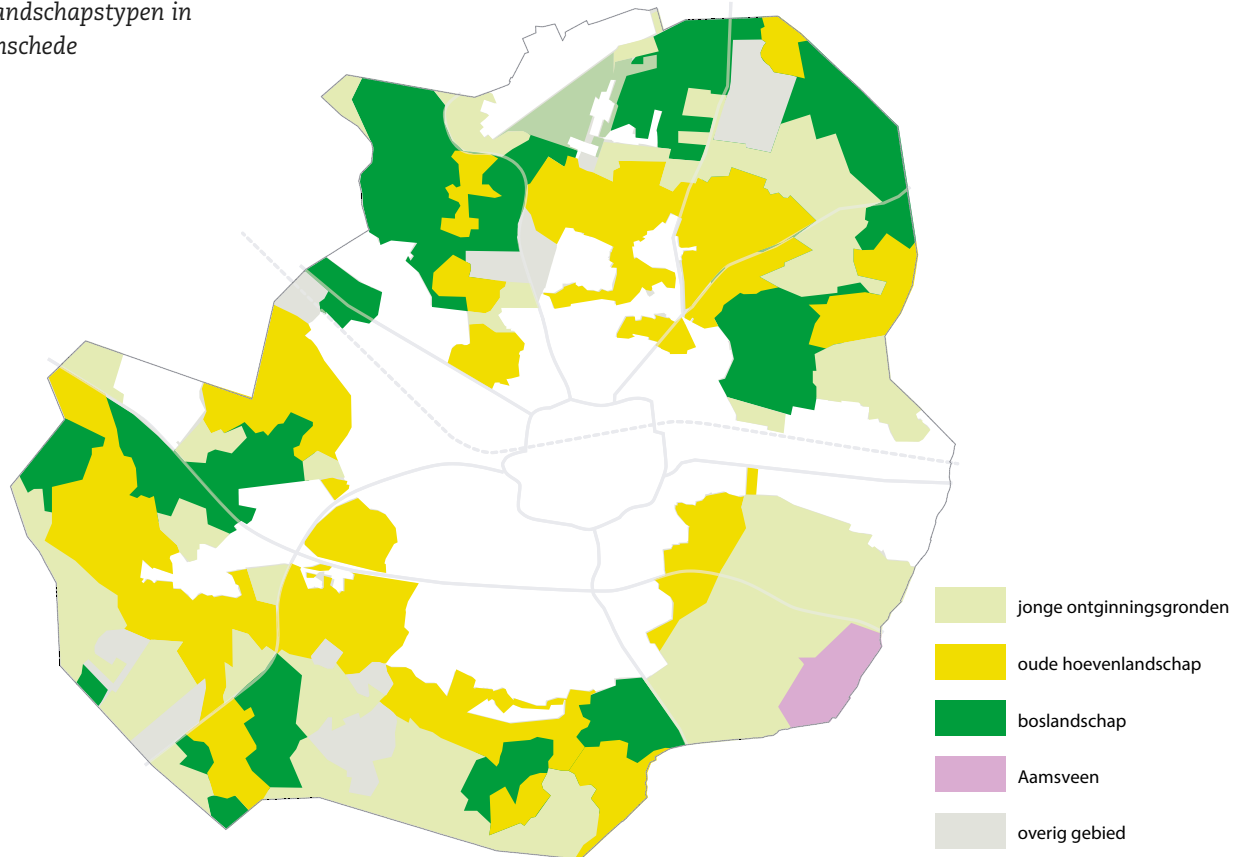 andschapstypen in
nschede
jonge ontginningsgronden
oude hoevenlandschap
boslandschap
Aamsveen
overig gebied